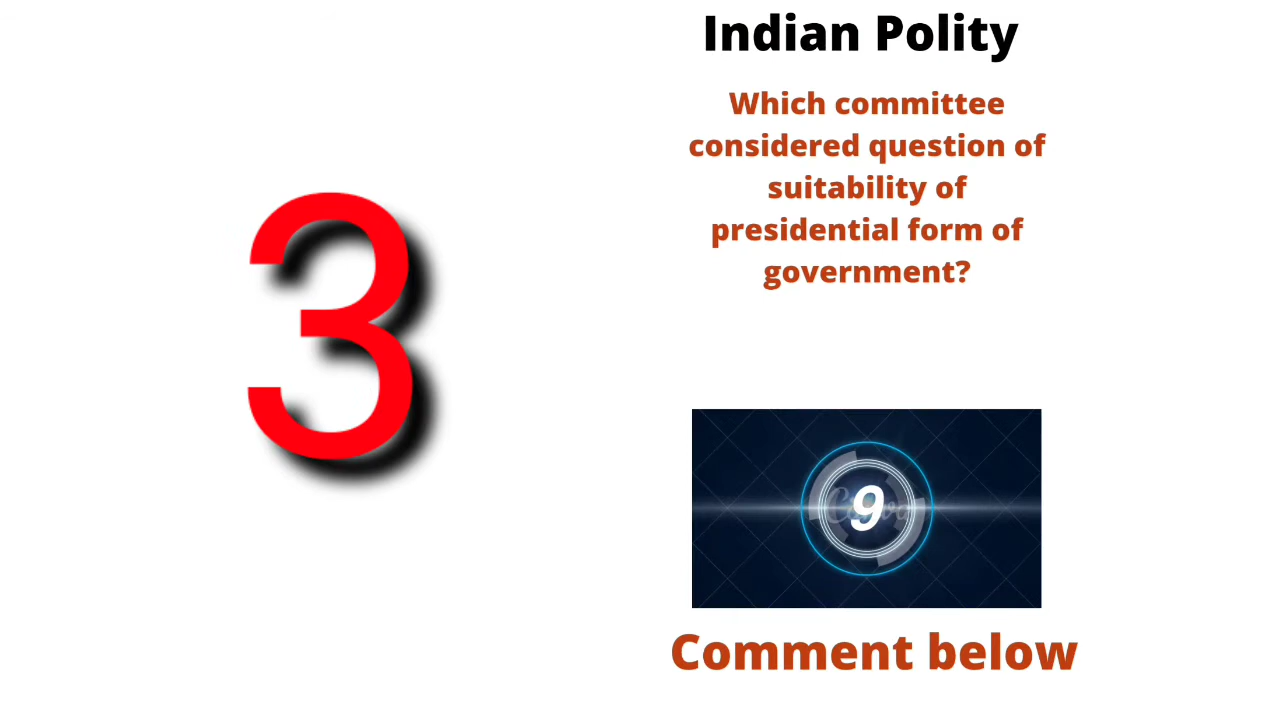 3
Indian Polity
Which committee
considered question of
suitability of
presidential form of
government?
9
Comment below